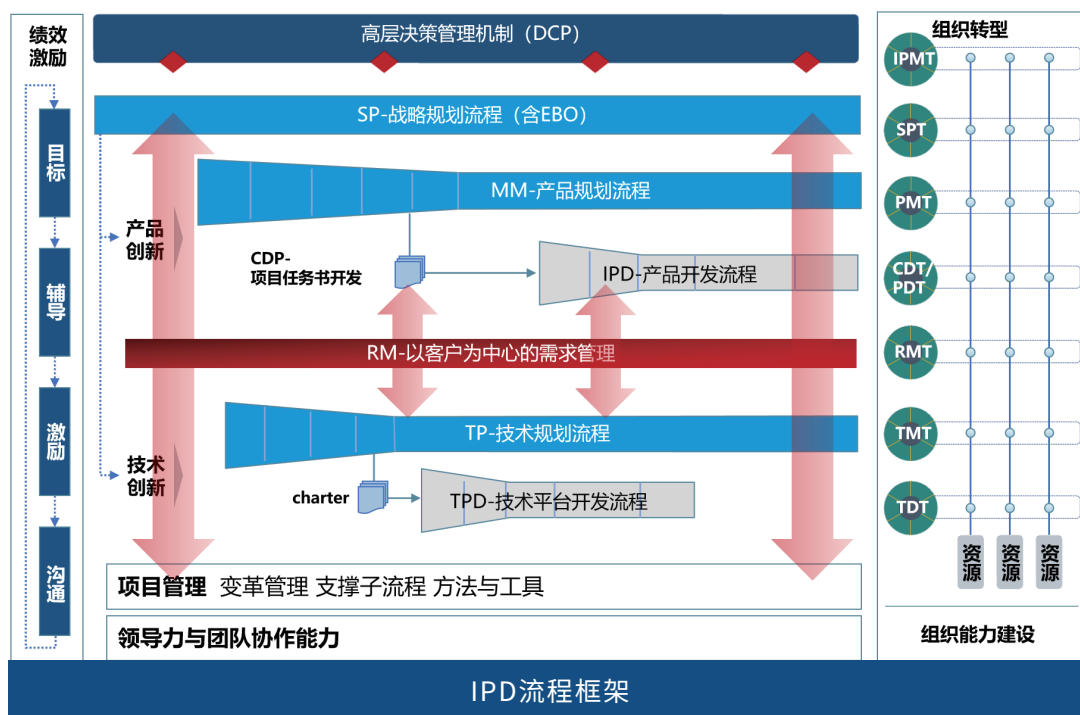 绩效
激励
目标
辅导
激励
沟通
高层决策管理机制（DCP）
SP-战略规划流程（含EBO）
MM-产品规划流程
产品
创新
CDP-
项目任务书开发
IPD-产品开发流程
RM-以客户为中心的需求管理
TP-技术规划流程
技术
创新
charter
TPD-技术平台开发流程
项目管理 变革管理 支撑子流程 方法与工具
领导力与团队协作能力
组织转型
IPMT
SPT
PMT
CDT/
PDT
RMT
TMT
TDT
资源
资源
资源
组织能力建设
IPD流程框架